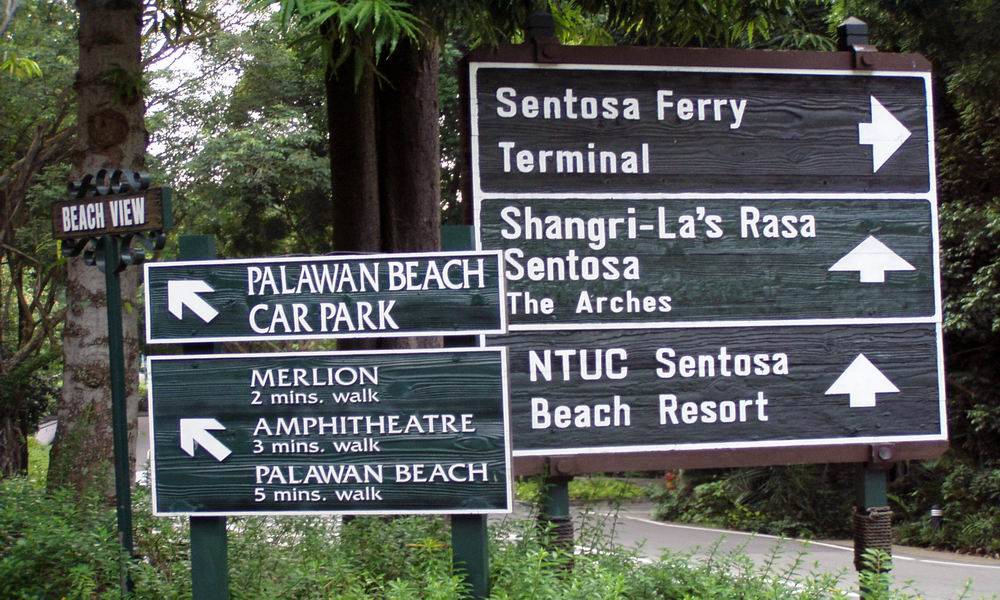 BEACH VIEW
PALAWAN BEACH
CAR PARK
MERLION
2 mins. walk
AMPHITHEATRE
3 mins. walk
PALAWAN BEACH
5 mins. walk
Sentosa Ferry
Terminal
Shangri-La's Rasa
Sentosa
The Arches
NTUC Sentosa
Beach Resort